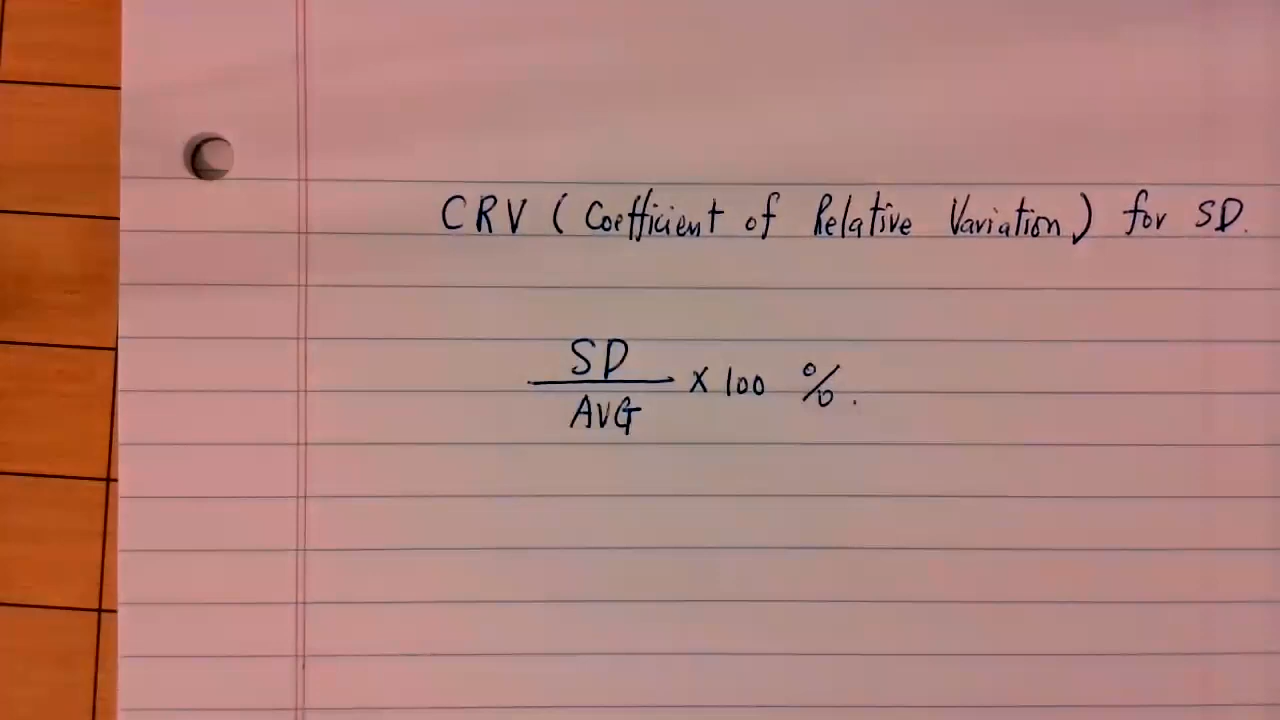 CRV (Coefficient of Relative Variation) for SD.
SD
AVG
x 100 %.